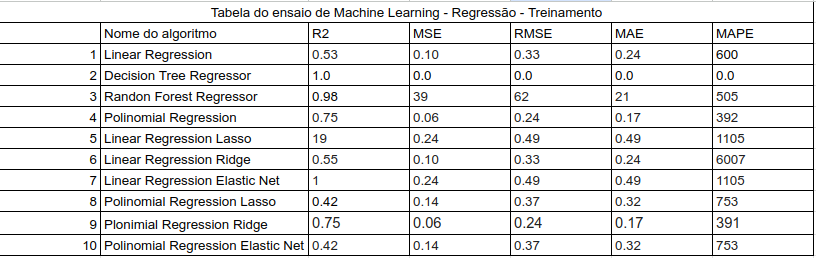 Tabela do ensaio de Machine Learning - Regressão - Treinamento
Nome do algoritmo R2 MSE RMSE MAE MAPE
1 Linear Regression 0.53 0.10 0.33 0.24 600
2 Decision Tree Regressor 1.0 0.0 0.0 0.0 0.0
3 Randon Forest Regressor 0.98 39 62 21 505
4 Polinomial Regression 0.75 0.06 0.24 0.17 392
5 Linear Regression Lasso 19 0.24 0.49 0.49 1105
6 Linear Regression Ridge 0.55 0.10 0.33 0.24 6007
7 Linear Regression Elastic Net 1 0.24 0.49 0.49 1105
8 Polinomial Regression Lasso 0.42 0.14 0.37 0.32 753
9 Plonimial Regression Ridge 0.75 0.06 0.24 0.17 391
10 Polinomial Regression Elastic Net 0.42 0.14 0.37 0.32 753